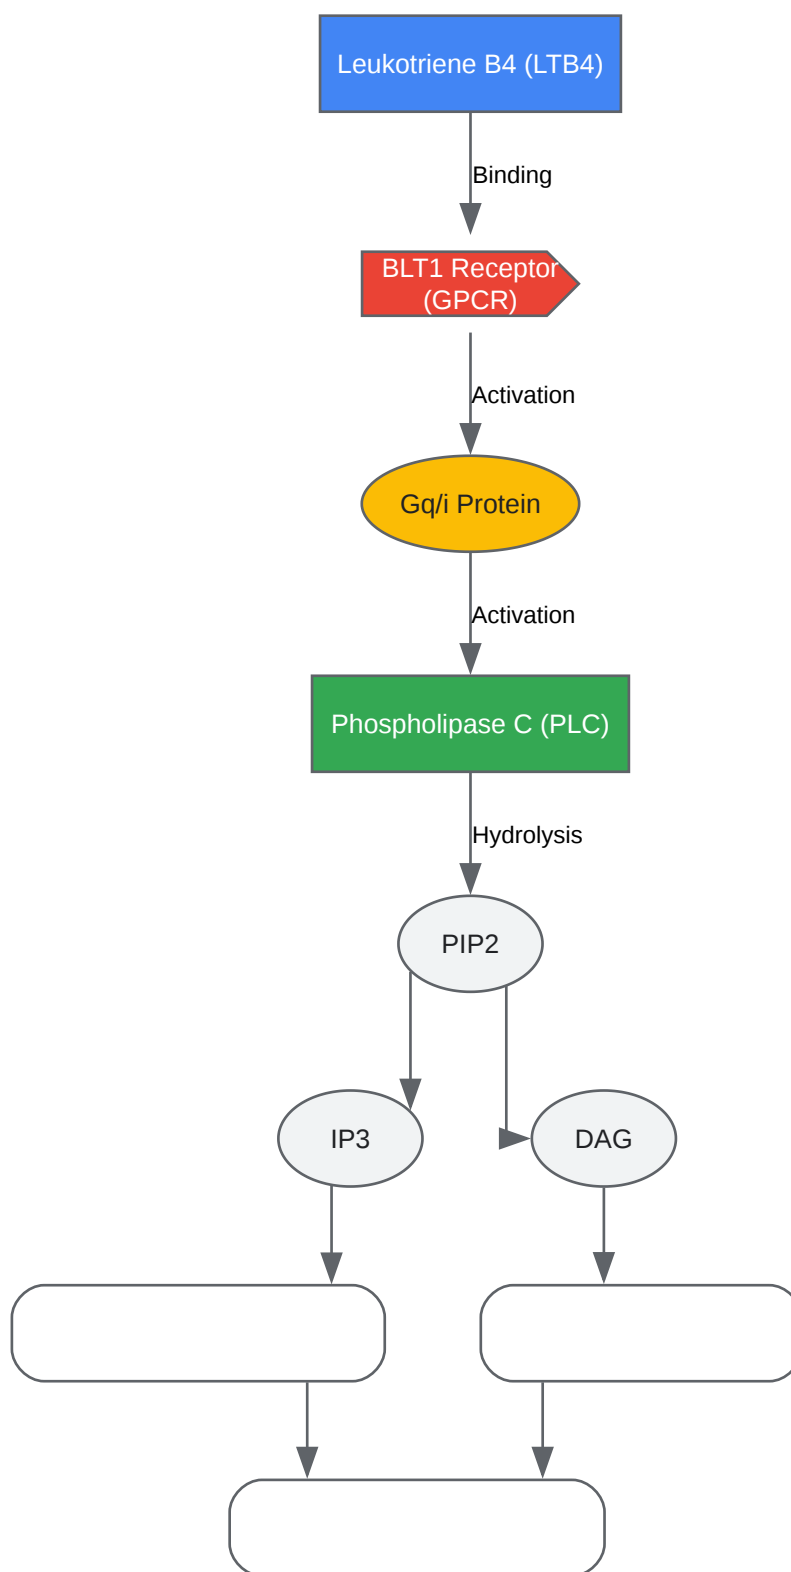 Leukotriene B4 (LTB4)
Binding
BLT1 Receptor
(GPCR)
Activation
Gq/i Protein
Activation
Phospholipase C (PLC)
Hydrolysis
PIP2
IP3
DAG